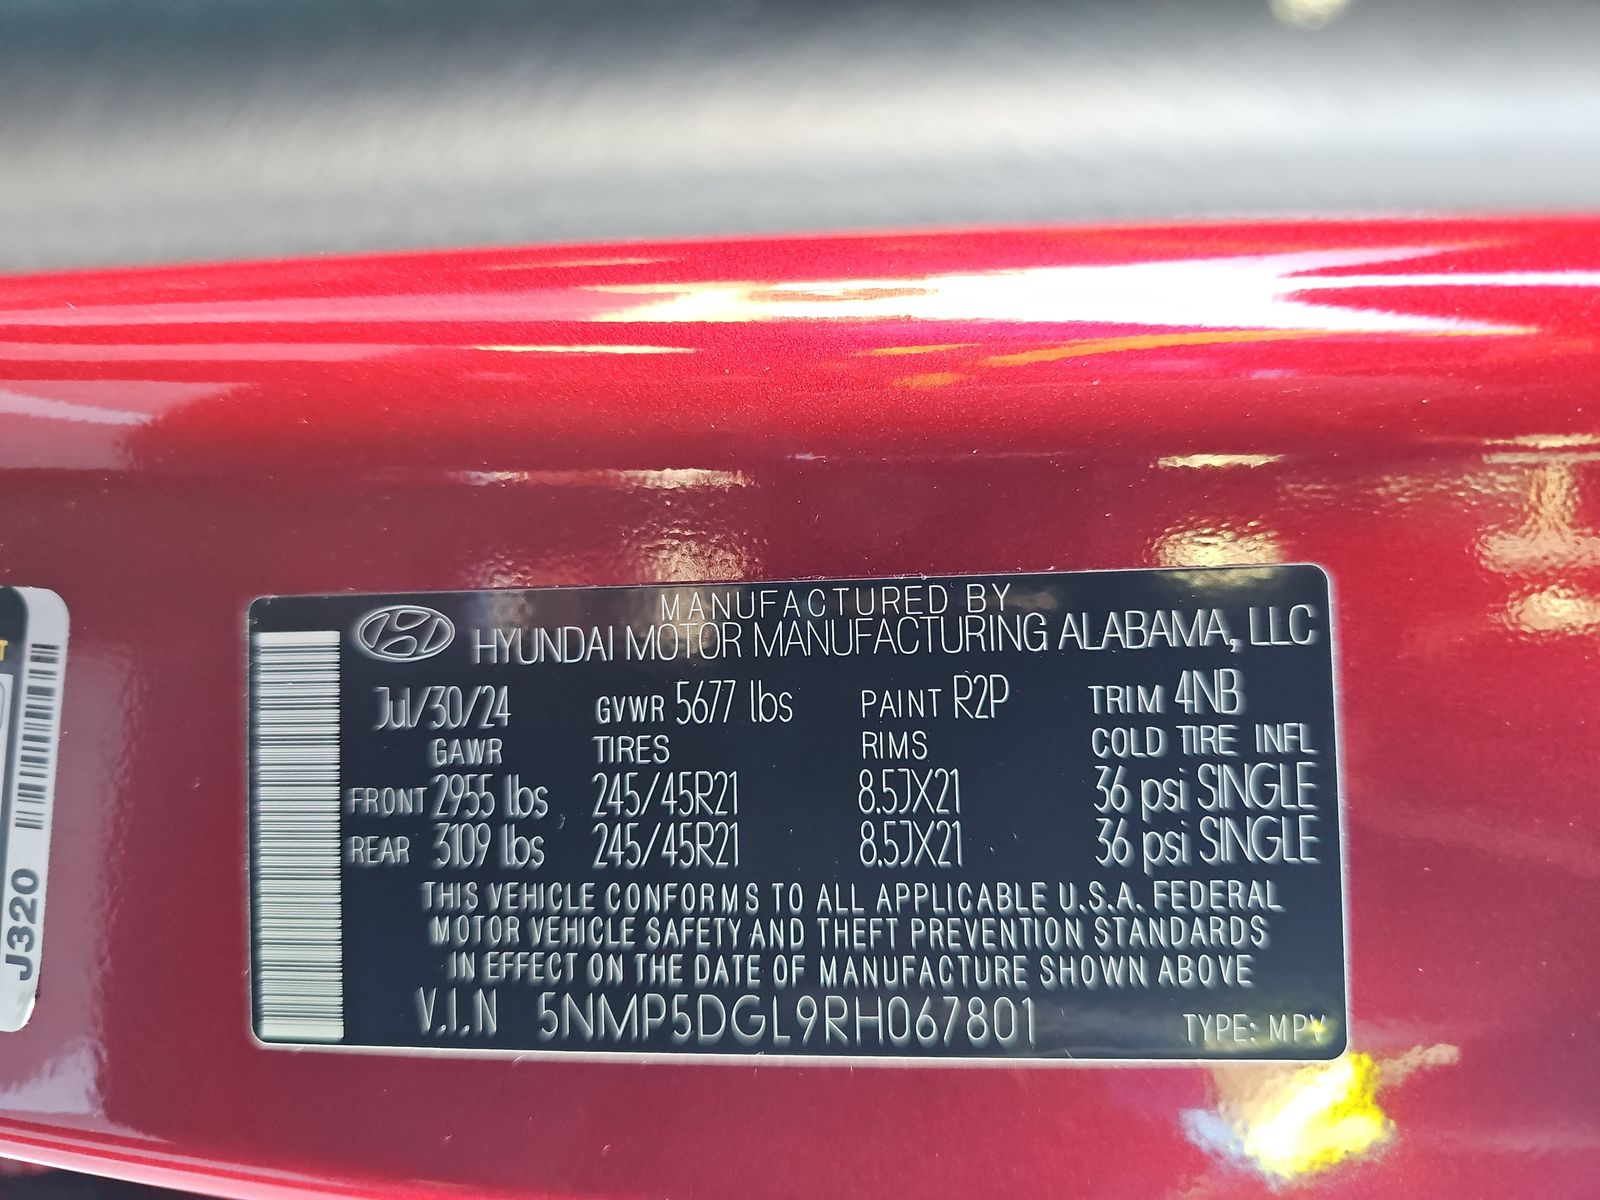 MANUFACTURED BY
HYUNDAI MOTOR MANUFACTURING ALABAMA, LLC
Jul/30/24 GVWR 5677 lbs PAINT R2P TRIM 4NB
GAWR TIRES RIMS COLD TIRE INFL
FRONT 2955 lbs 245/45R21 8.5JX21 36 psi SINGLE
REAR 3109 lbs 245/45R21 8.5JX21 36 psi SINGLE
THIS VEHICLE CONFORMS TO ALL APPLICABLE U.S.A. FEDERAL
MOTOR VEHICLE SAFETY AND THEFT PREVENTION STANDARDS
IN EFFECT ON THE DATE OF MANUFACTURE SHOWN ABOVE
V.I.N 5NMP5DGL9RH067801 TYPE: MPV
J320